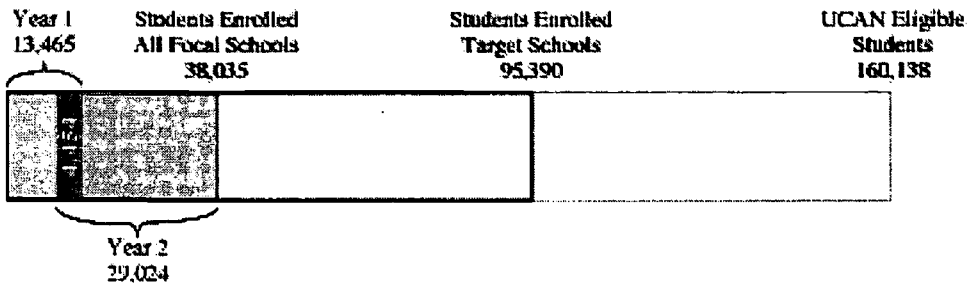 Year 1
13,465
Students Enrolled
All Focal Schools
38,035
Students Enrolled
Target Schools
95,390
UCAN Eligible
Students
160,138
Year 2
29,024